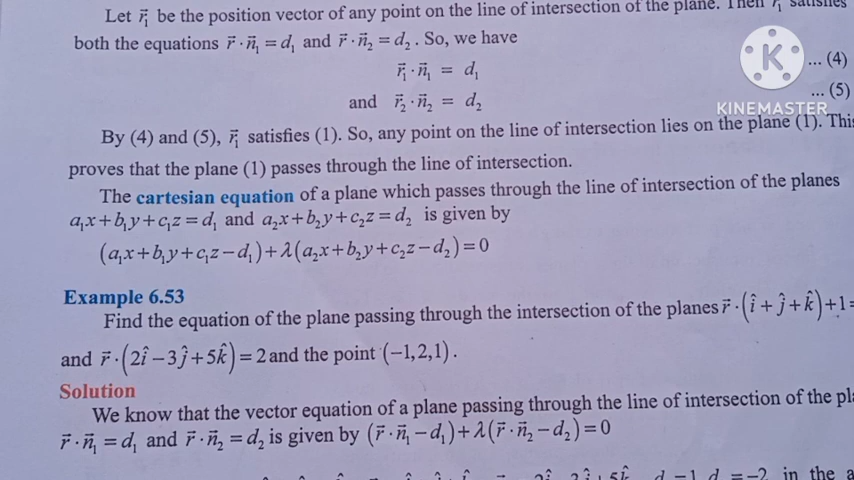 Let r⃗₁ be the position vector of any point on the line of intersection of the plane. Then r⃗₁ satisfies
both the equations r⃗·n⃗₁ = d₁ and r⃗·n⃗₂ = d₂. So, we have
r⃗₁·n⃗₁ = d₁ ... (4)
and r⃗₂·n⃗₂ = d₂ ... (5)
KINEMASTER
By (4) and (5), r⃗₁ satisfies (1). So, any point on the line of intersection lies on the plane (1). This
proves that the plane (1) passes through the line of intersection.
The cartesian equation of a plane which passes through the line of intersection of the planes
a₁x+b₁y+c₁z=d₁ and a₂x+b₂y+c₂z=d₂ is given by
(a₁x+b₁y+c₁z−d₁)+λ(a₂x+b₂y+c₂z−d₂)=0
Example 6.53
Find the equation of the plane passing through the intersection of the planes r⃗·(î+ĵ+k̂)+1=
and r⃗·(2î−3ĵ+5k̂)=2 and the point (−1,2,1).
Solution
We know that the vector equation of a plane passing through the line of intersection of the
r⃗·n⃗₁ = d₁ and r⃗·n⃗₂ = d₂ is given by (r⃗·n⃗₁−d₁)+λ(r⃗·n⃗₂−d₂)=0
in the